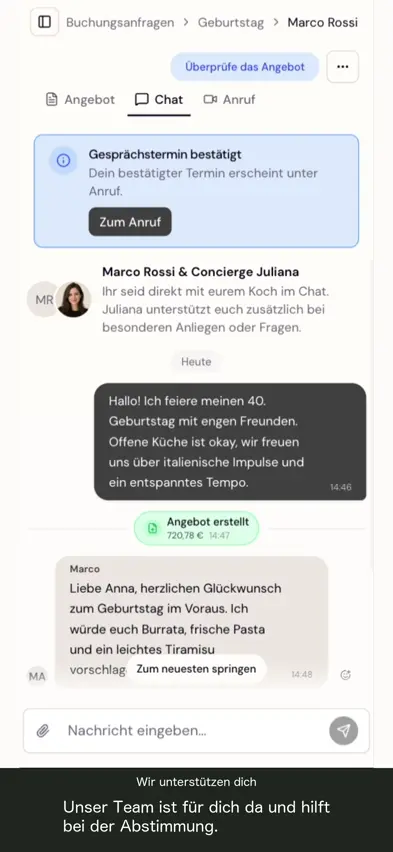 Buchungsanfragen > Geburtstag > Marco Rossi
Überprüfe das Angebot
Angebot Chat Anruf
Gesprächstermin bestätigt
Dein bestätigter Termin erscheint unter
Anruf.
Zum Anruf
Marco Rossi & Concierge Juliana
MR
Ihr seid direkt mit eurem Koch im Chat.
Juliana unterstützt euch zusätzlich bei
besonderen Anliegen oder Fragen.
Heute
Hallo! Ich feiere meinen 40.
Geburtstag mit engen Freunden.
Offene Küche ist okay, wir freuen
uns über italienische Impulse und
ein entspanntes Tempo.
14:46
Angebot erstellt
720,78 € 14:47
Marco
Liebe Anna, herzlichen Glückwunsch
zum Geburtstag im Voraus. Ich
würde euch Burrata, frische Pasta
und ein leichtes Tiramisu
vorschlag
Zum neuesten springen
14:48
MA
Nachricht eingeben...
Wir unterstützen dich
Unser Team ist für dich da und hilft
bei der Abstimmung.